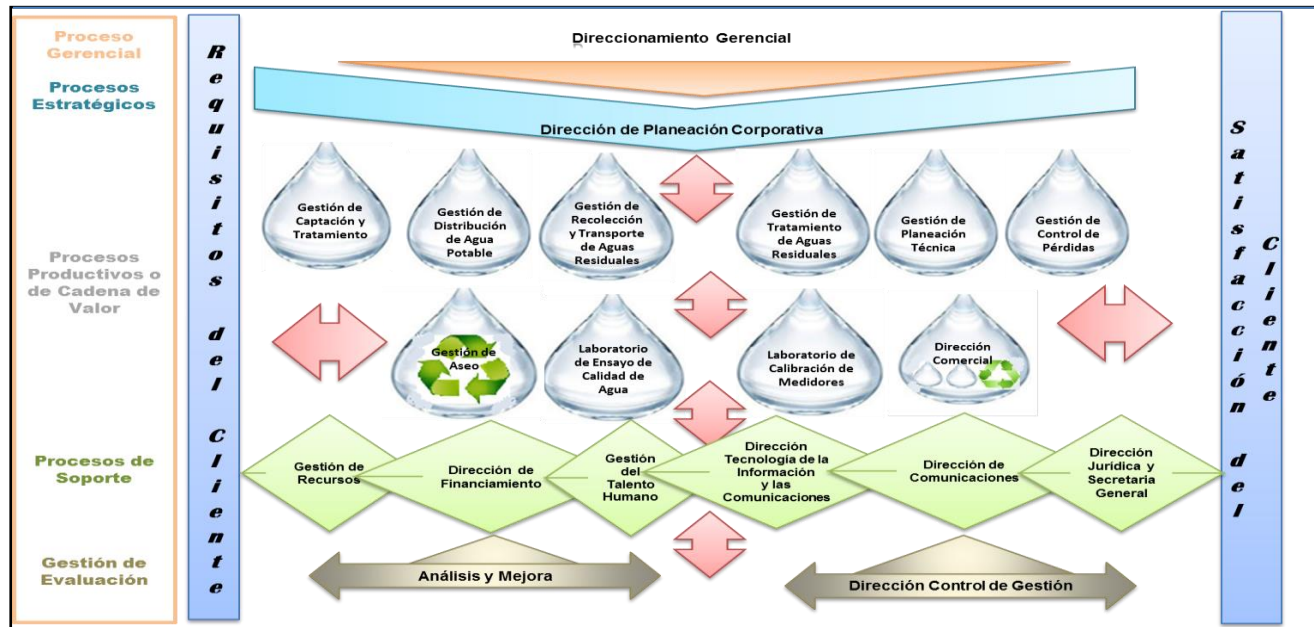 Proceso
Gerencial
Direccionamiento Gerencial
Procesos
Estratégicos
Dirección de Planeación Corporativa
Requisitos del Cliente
Procesos
Productivos o
de Cadena de
Valor
Gestión de
Captación y
Tratamiento
Gestión de
Distribución
de Agua
Potable
Gestión de
Recolección
y Transporte
de Aguas
Residuales
Gestión de
Tratamiento
de Aguas
Residuales
Gestión de
Planeación
Técnica
Gestión de
Control de
Pérdidas
Gestión de
Aseo
Laboratorio
de Ensayo de
Calidad de
Agua
Laboratorio de
Calibración de
Medidores
Dirección
Comercial
Procesos de
Soporte
Gestión de
Recursos
Dirección de
Financiamiento
Gestión
del
Talento
Humano
Dirección
Tecnología de la
Información
y las
Comunicaciones
Dirección de
Comunicaciones
Dirección
Jurídica y
Secretaria
General
Gestión de
Evaluación
Análisis y Mejora
Dirección Control de Gestión
Satisfacción del
Cliente